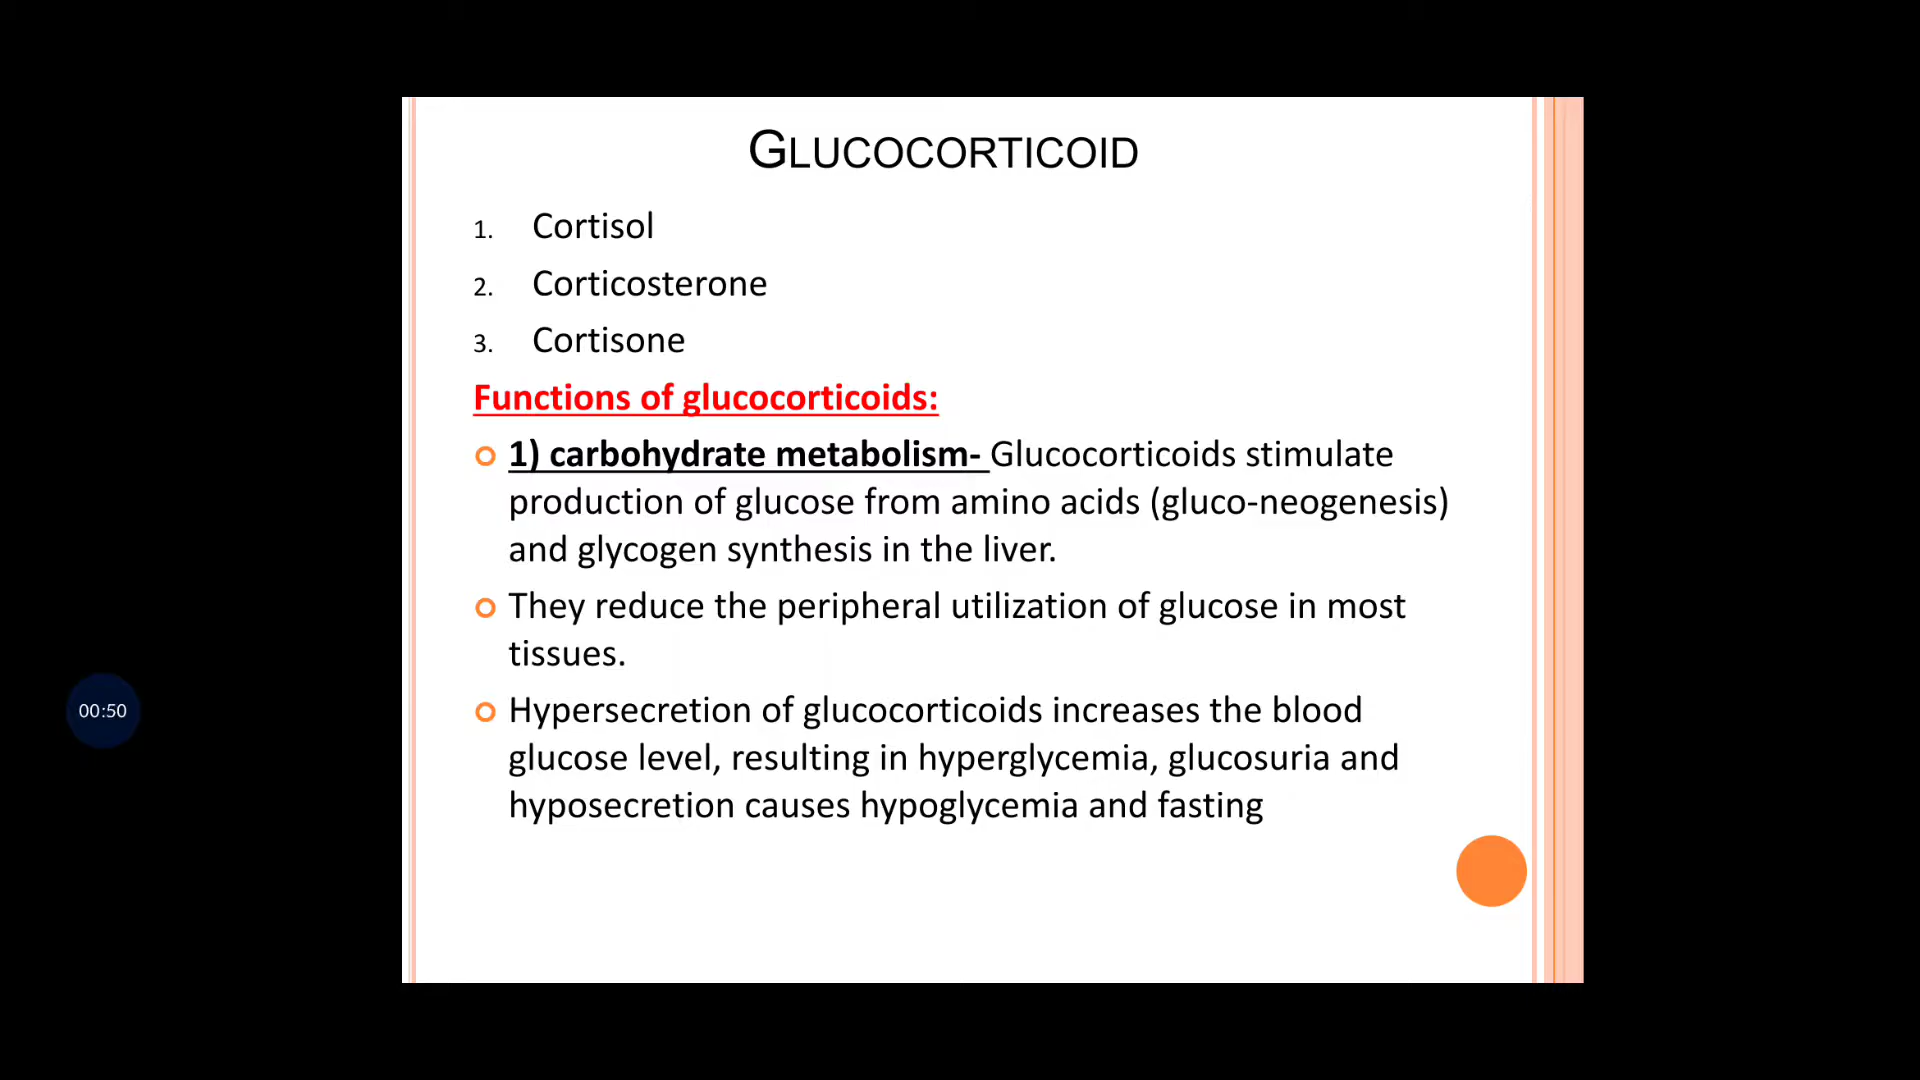 GLUCOCORTICOID
1. Cortisol
2. Corticosterone
3. Cortisone
Functions of glucocorticoids:
1) carbohydrate metabolism- Glucocorticoids stimulate
production of glucose from amino acids (gluco-neogenesis)
and glycogen synthesis in the liver.
They reduce the peripheral utilization of glucose in most
tissues.
Hypersecretion of glucocorticoids increases the blood
glucose level, resulting in hyperglycemia, glucosuria and
hyposecretion causes hypoglycemia and fasting
00:50